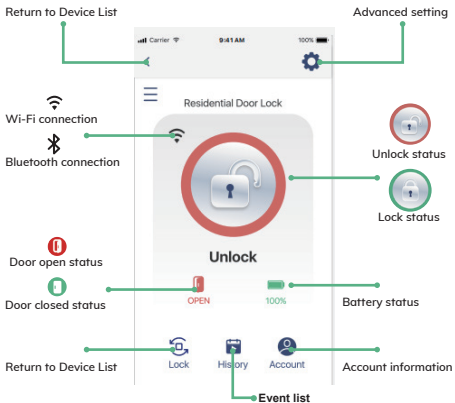 Return to Device List
Advanced setting
Carrier
9:41 AM
100%
Residential Door Lock
Wi-Fi connection
Bluetooth connection
Unlock status
Lock status
Unlock
Door open status
Door closed status
OPEN
100%
Battery status
Lock
History
Account
Return to Device List
Account information
Event list